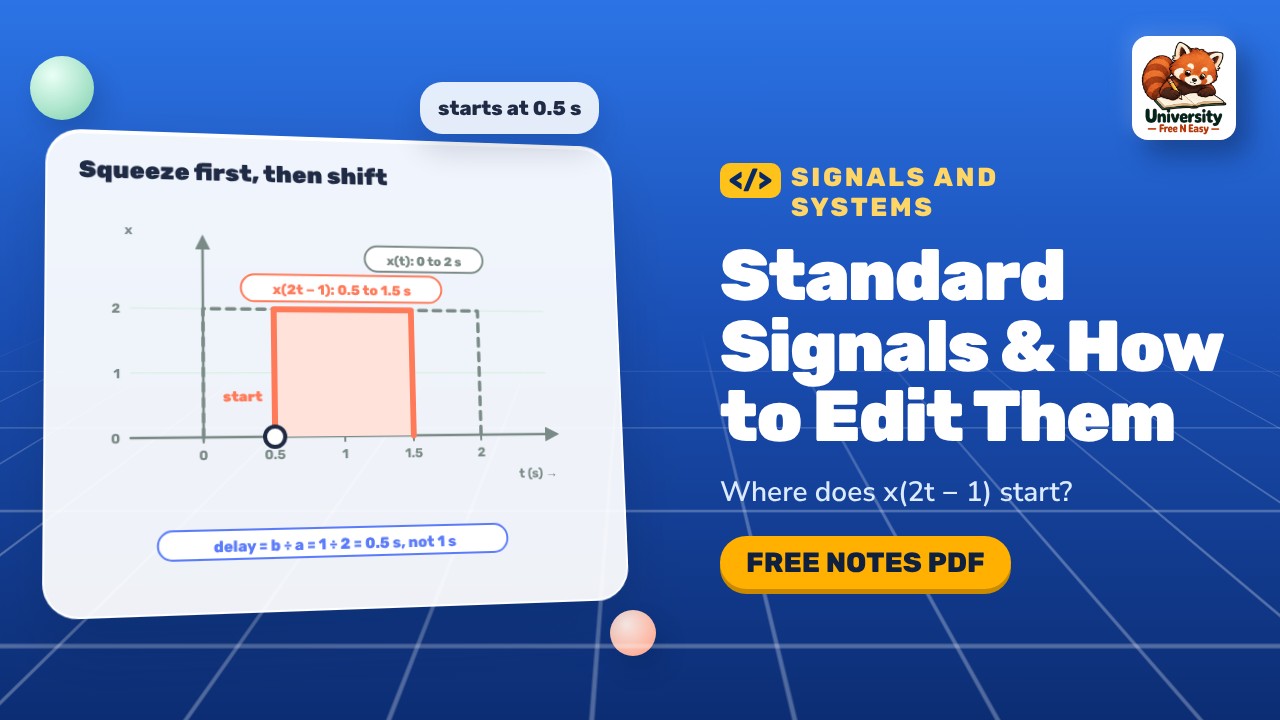 starts at 0.5 s
Squeeze first, then shift
x
x(t): 0 to 2 s
x(2t − 1): 0.5 to 1.5 s
2
1
start
0
0
0.5
1
1.5
2
t (s) →
delay = b ÷ a = 1 ÷ 2 = 0.5 s, not 1 s
University
Free N Easy
</> SIGNALS AND
SYSTEMS
Standard
Signals & How
to Edit Them
Where does x(2t − 1) start?
FREE NOTES PDF